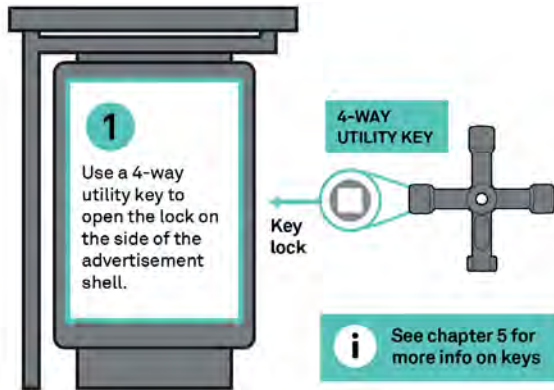 1
Use a 4-way
utility key to
open the lock on
the side of the
advertisement
shell.
4-WAY
UTILITY KEY
Key
lock
i
See chapter 5 for
more info on keys